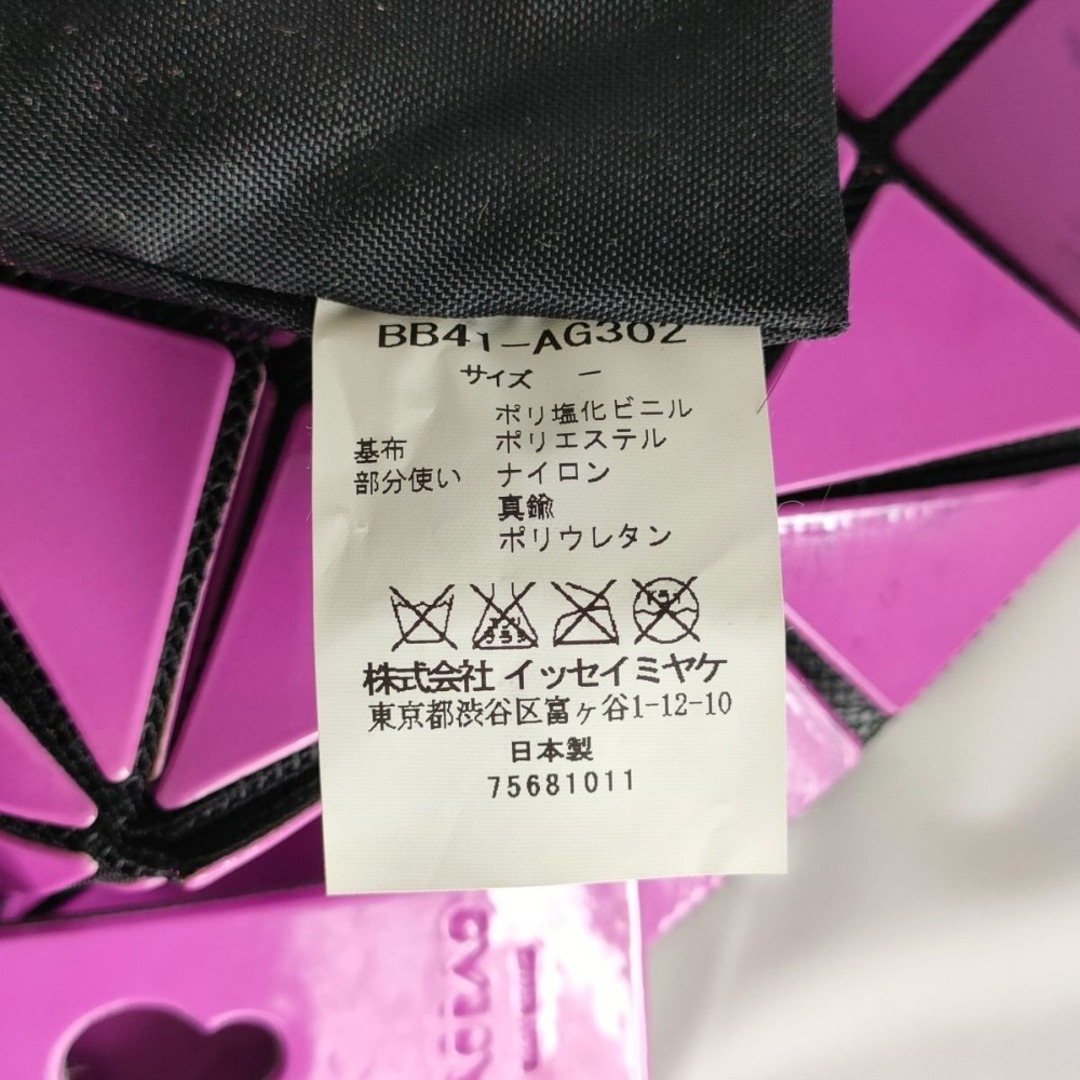 BB41-AG302
サイズ －
ポリ塩化ビニル
基布 ポリエステル
部分使い ナイロン
真鍮
ポリウレタン
株式会社 イッセイミヤケ
東京都渋谷区富ヶ谷1-12-10
日本製
75681011